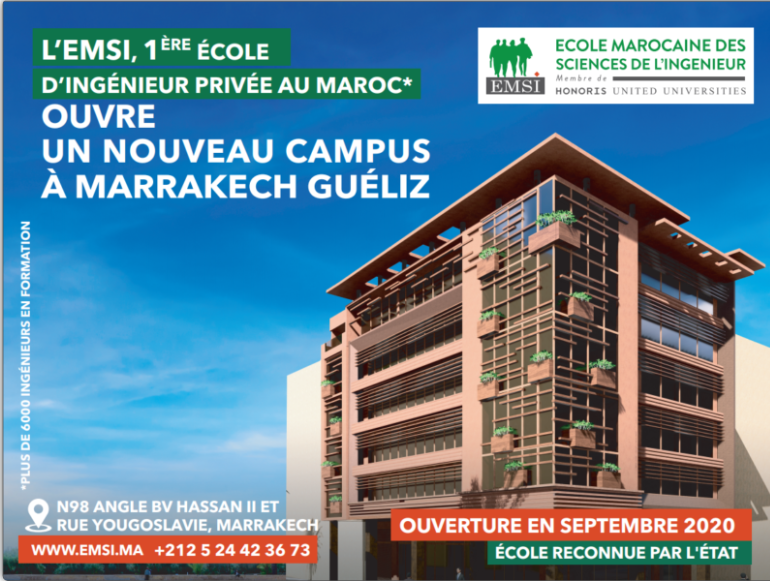 L'EMSI, 1ÈRE ÉCOLE
D'INGÉNIEUR PRIVÉE AU MAROC*
OUVRE
UN NOUVEAU CAMPUS
À MARRAKECH GUÉLIZ
ECOLE MAROCAINE DES
SCIENCES DE L'INGENIEUR
Membre de
HONORIS UNITED UNIVERSITIES
EMSI
*PLUS DE 6000 INGÉNIEURS EN FORMATION
N98 ANGLE BV HASSAN II ET
RUE YOUGOSLAVIE, MARRAKECH
WWW.EMSI.MA +212 5 24 42 36 73
OUVERTURE EN SEPTEMBRE 2020
ÉCOLE RECONNUE PAR L'ÉTAT